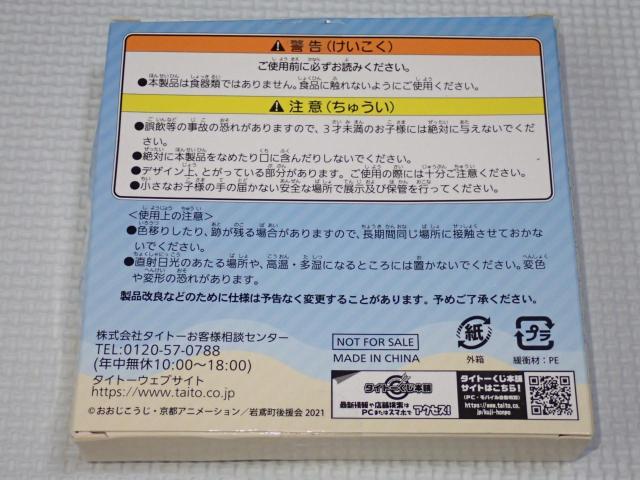 ⚠警告(けいこく)
ご使用前に必ずお読みください。
●本製品は食器類ではありません。食品に触れないようにご使用ください。
⚠注意(ちゅうい)
●誤飲等の事故の恐れがありますので、3才未満のお子様には絶対に与えないでください。
●絶対に本製品をなめたり口に含んだりしないでください。
●デザイン上、とがっている部分があります。ご使用の際には十分ご注意ください。
●小さなお子様の手の届かない安全な場所で展示及び保管を行ってください。
<使用上の注意>
●色移りしたり、跡が残る場合がありますので、長期間同じ場所に接触させておかないでください。
●直射日光のあたる場所や、高温・多湿になるところには置かないでください。変色や変形の恐れがあります。
製品改良などのために仕様は予告なく変更することがあります。予めご了承ください。
株式会社タイトーお客様相談センター
TEL:0120-57-0788
(年中無休10:00〜18:00)
タイトーウェブサイト
https://www.taito.co.jp
©おおじこうじ・京都アニメーション/岩鳶町後援会 2021
NOT FOR SALE
MADE IN CHINA
紙
外箱
プラ
緩衝材:PE
タイトーくじ本舗
最新情報や店舗検索は
PCまたはスマホで アクセス!
タイトーくじ本舗
サイトはこちら!
(PC・モバイル自動識別)
https://www.taito.co.jp/kuji-honpo